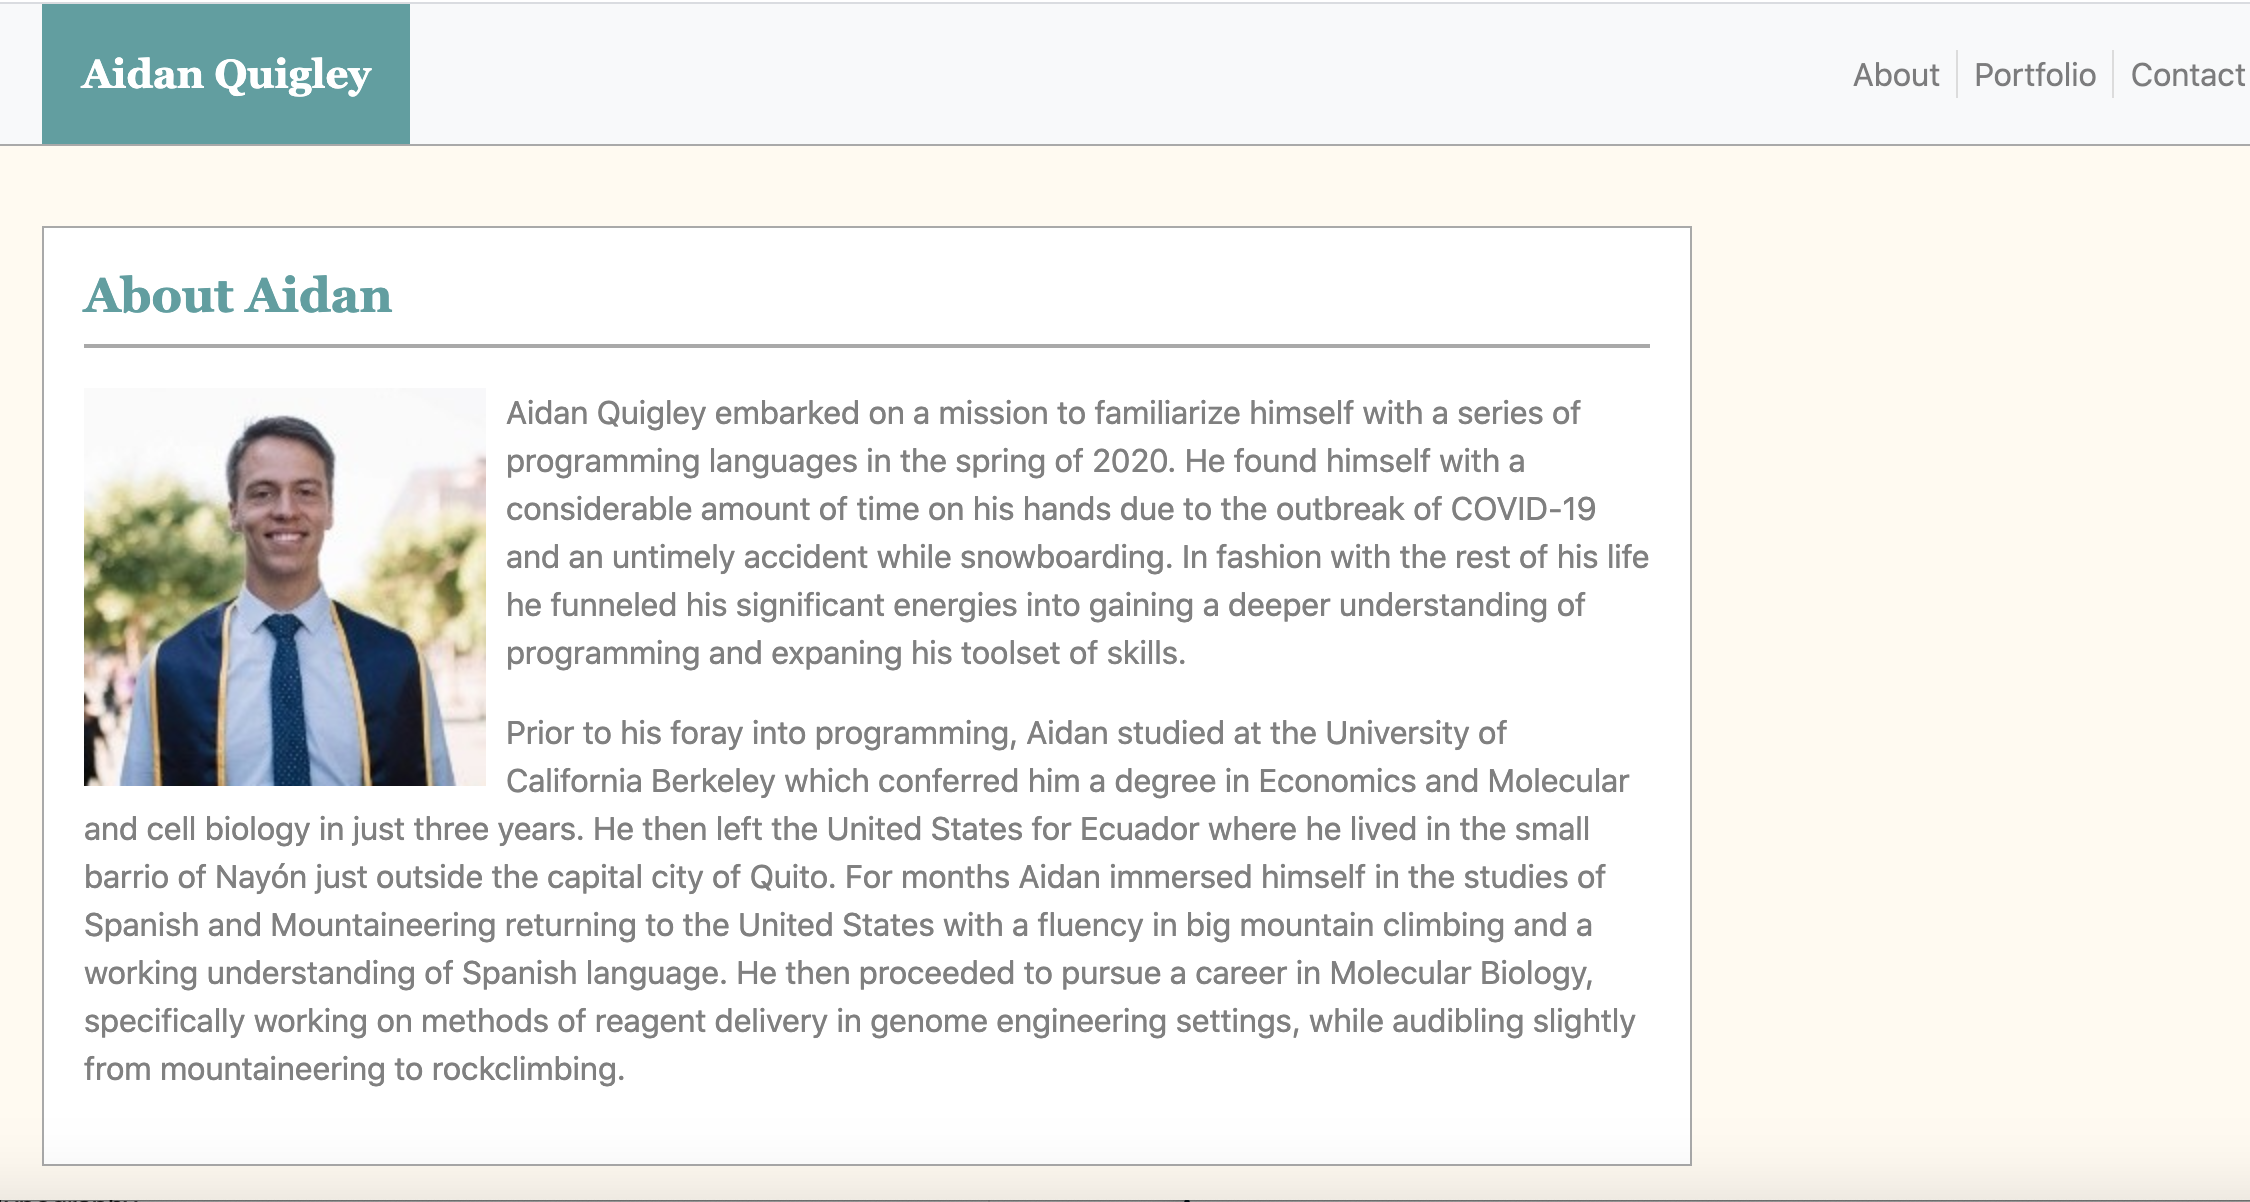 Aidan Quigley
About
Portfolio
Contact
About Aidan
Aidan Quigley embarked on a mission to familiarize himself with a series of
programming languages in the spring of 2020. He found himself with a
considerable amount of time on his hands due to the outbreak of COVID-19
and an untimely accident while snowboarding. In fashion with the rest of his life
he funneled his significant energies into gaining a deeper understanding of
programming and expaning his toolset of skills.
Prior to his foray into programming, Aidan studied at the University of
California Berkeley which conferred him a degree in Economics and Molecular
and cell biology in just three years. He then left the United States for Ecuador where he lived in the small
barrio of Nayón just outside the capital city of Quito. For months Aidan immersed himself in the studies of
Spanish and Mountaineering returning to the United States with a fluency in big mountain climbing and a
working understanding of Spanish language. He then proceeded to pursue a career in Molecular Biology,
specifically working on methods of reagent delivery in genome engineering settings, while audibling slightly
from mountaineering to rockclimbing.